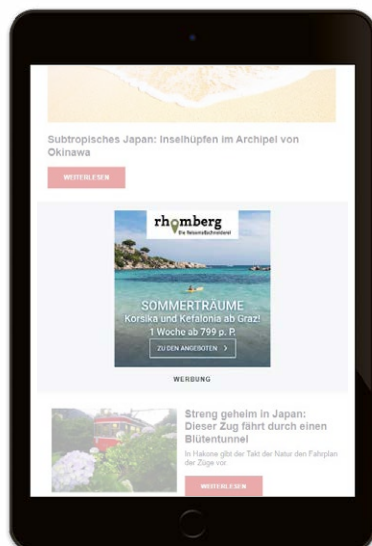 Subtropisches Japan: Inselhüpfen im Archipel von
Okinawa
WEITERLESEN
rhomberg
Die Reisemaßschneiderei
SOMMERTRÄUME
Korsika und Kefalonia ab Graz!
1 Woche ab 799 p. P.
ZU DEN ANGEBOTEN >
WERBUNG
Streng geheim in Japan:
Dieser Zug fährt durch einen
Blütentunnel
In Hakone gibt der Takt der Natur den Fahrplan
der Züge vor.
WEITERLESEN